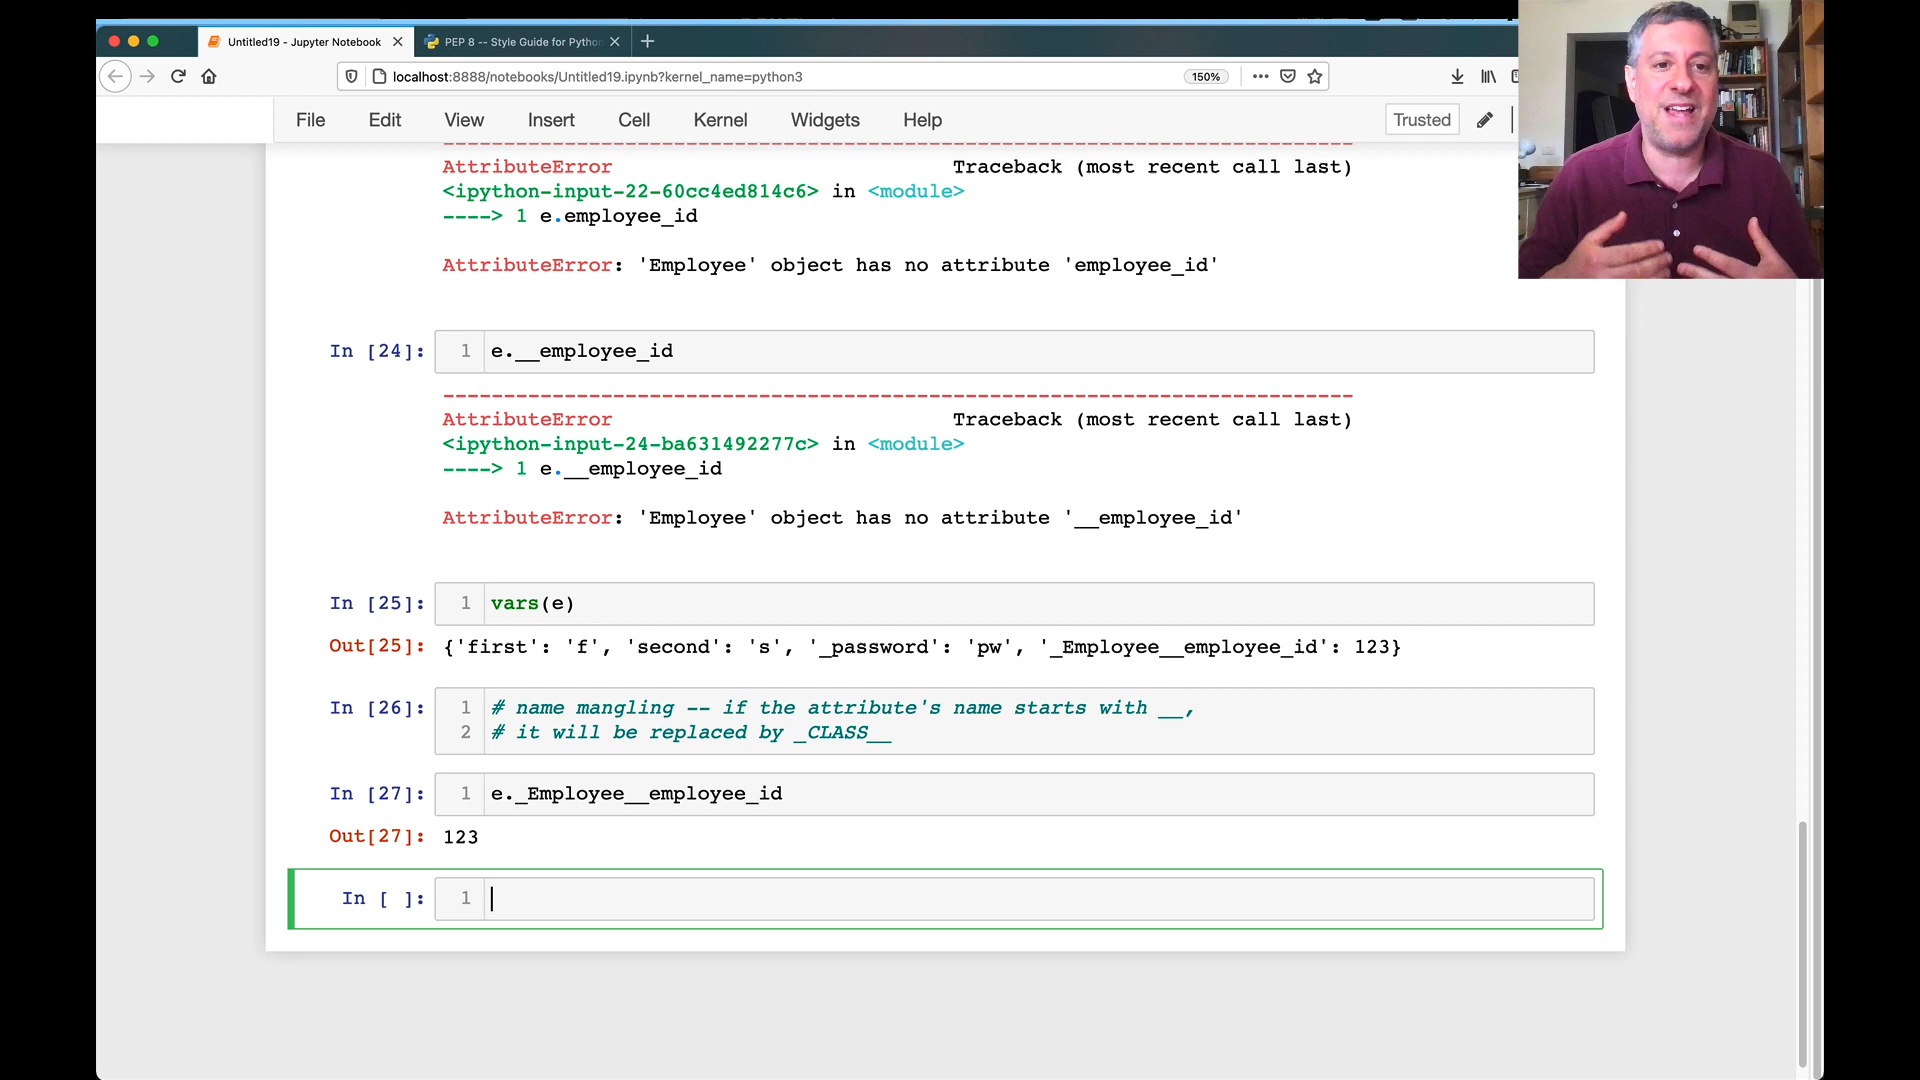 Untitled19 - Jupyter Notebook
PEP 8 -- Style Guide for Python
localhost:8888/notebooks/Untitled19.ipynb?kernel_name=python3
150%
File Edit View Insert Cell Kernel Widgets Help
Trusted
AttributeError Traceback (most recent call last)
<ipython-input-22-60cc4ed814c6> in <module>
----> 1 e.employee_id
AttributeError: 'Employee' object has no attribute 'employee_id'
In [24]: 1 e.__employee_id
---------------------------------------------------------------------------
AttributeError Traceback (most recent call last)
<ipython-input-24-ba631492277c> in <module>
----> 1 e.__employee_id
AttributeError: 'Employee' object has no attribute '__employee_id'
In [25]: 1 vars(e)
Out[25]: {'first': 'f', 'second': 's', '_password': 'pw', '_Employee__employee_id': 123}
In [26]: 1 # name mangling -- if the attribute's name starts with __,
2 # it will be replaced by _CLASS__
In [27]: 1 e._Employee__employee_id
Out[27]: 123
In [ ]: 1